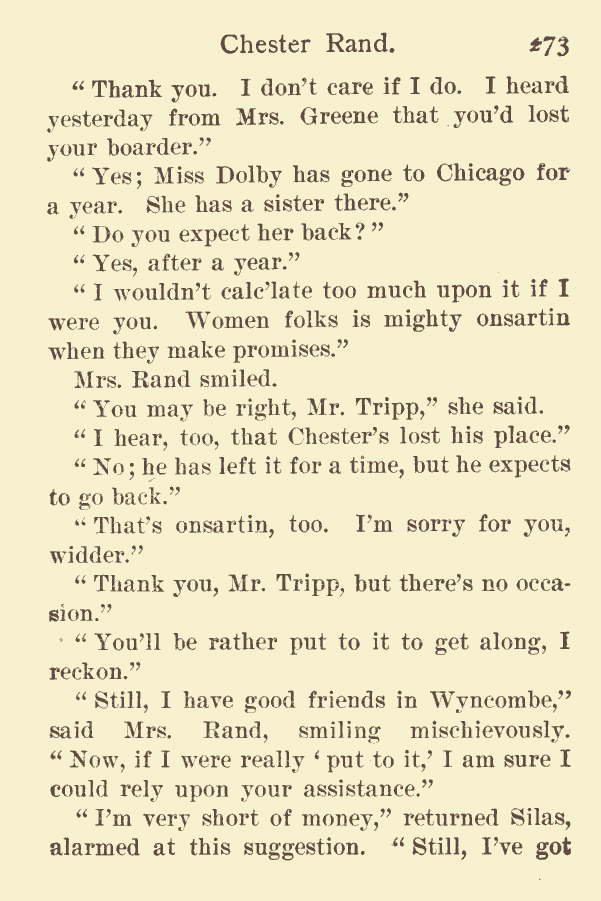 Chester Rand. 273
“ Thank you. I don’t care if I do. I heard
yesterday from Mrs. Greene that you’d lost
your boarder.”
“ Yes; Miss Dolby has gone to Chicago for
a year. She has a sister there.”
“ Do you expect her back? ”
“ Yes, after a year.”
“ I wouldn’t calc’late too much upon it if I
were you. Women folks is mighty onsartin
when they make promises.”
Mrs. Rand smiled.
“ You may be right, Mr. Tripp,” she said.
“ I hear, too, that Chester’s lost his place.”
“ No; he has left it for a time, but he expects
to go back.”
“ That’s onsartin, too. I’m sorry for you,
widder.”
“ Thank you, Mr. Tripp, but there’s no occa-
sion.”
“ You’ll be rather put to it to get along, I
reckon.”
“ Still, I have good friends in Wyncombe,”
said Mrs. Rand, smiling mischievously.
“ Now, if I were really ‘ put to it,’ I am sure I
could rely upon your assistance.”
“ I’m very short of money,” returned Silas,
alarmed at this suggestion. “ Still, I’ve got